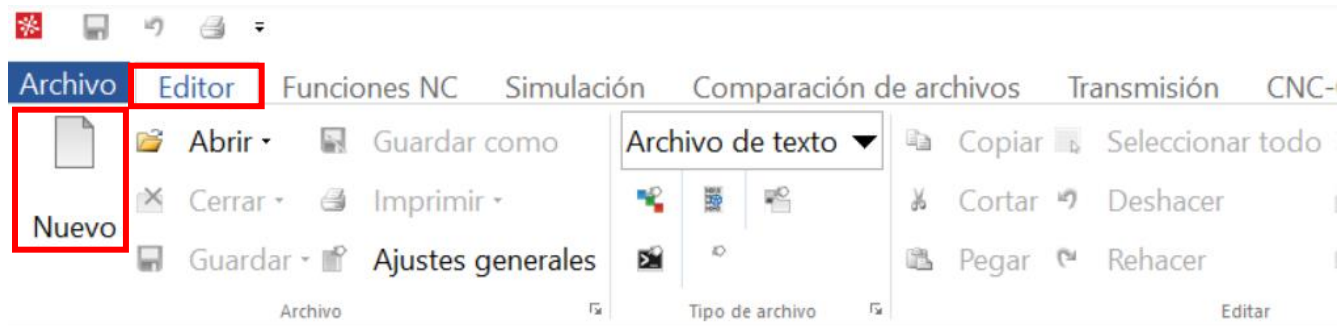 Archivo Editor Funciones NC Simulación Comparación de archivos Transmisión CNC-
Nuevo
Abrir Guardar como
Cerrar Imprimir
Guardar Ajustes generales
Archivo
Archivo de texto
Tipo de archivo
Copiar Seleccionar todo
Cortar Deshacer
Pegar Rehacer
Editar